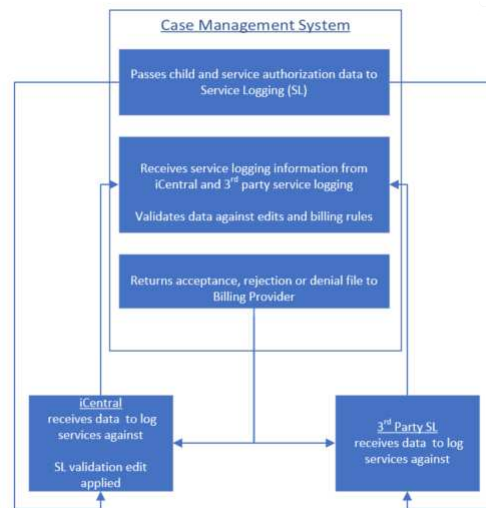 Case Management System
Passes child and service authorization data to
Service Logging (SL)
Receives service logging information from
iCentral and 3rd party service logging
Validates data against edits and billing rules
Returns acceptance, rejection or denial file to
Billing Provider
iCentral
receives data to log
services against
SL validation edit
applied
3rd Party SL
receives data to log
services against